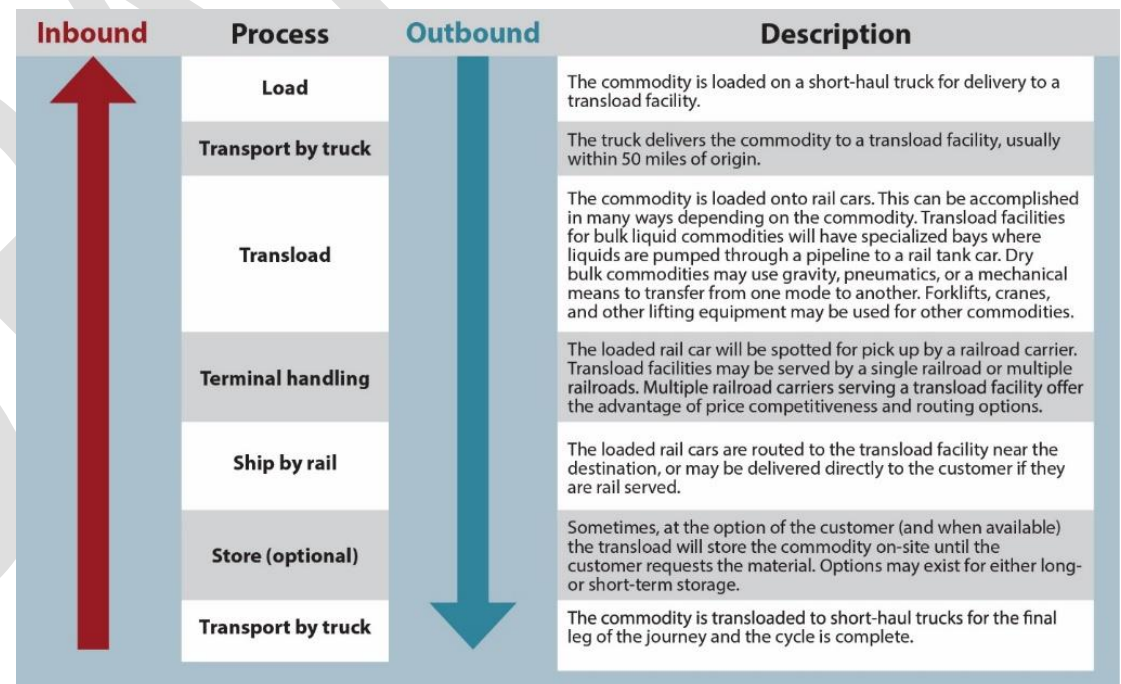 Inbound Process Outbound Description
Load
The commodity is loaded on a short-haul truck for delivery to a
transload facility.
Transport by truck
The truck delivers the commodity to a transload facility, usually
within 50 miles of origin.
Transload
The commodity is loaded onto rail cars. This can be accomplished
in many ways depending on the commodity. Transload facilities
for bulk liquid commodities will have specialized bays where
liquids are pumped through a pipeline to a rail tank car. Dry
bulk commodities may use gravity, pneumatics, or a mechanical
means to transfer from one mode to another. Forklifts, cranes,
and other lifting equipment may be used for other commodities.
Terminal handling
The loaded rail car will be spotted for pick up by a railroad carrier.
Transload facilities may be served by a single railroad or multiple
railroads. Multiple railroad carriers serving a transload facility offer
the advantage of price competitiveness and routing options.
Ship by rail
The loaded rail cars are routed to the transload facility near the
destination, or may be delivered directly to the customer if they
are rail served.
Store (optional)
Sometimes, at the option of the customer (and when available)
the transload will store the commodity on-site until the
customer requests the material. Options may exist for either long-
or short-term storage.
Transport by truck
The commodity is transloaded to short-haul trucks for the final
leg of the journey and the cycle is complete.